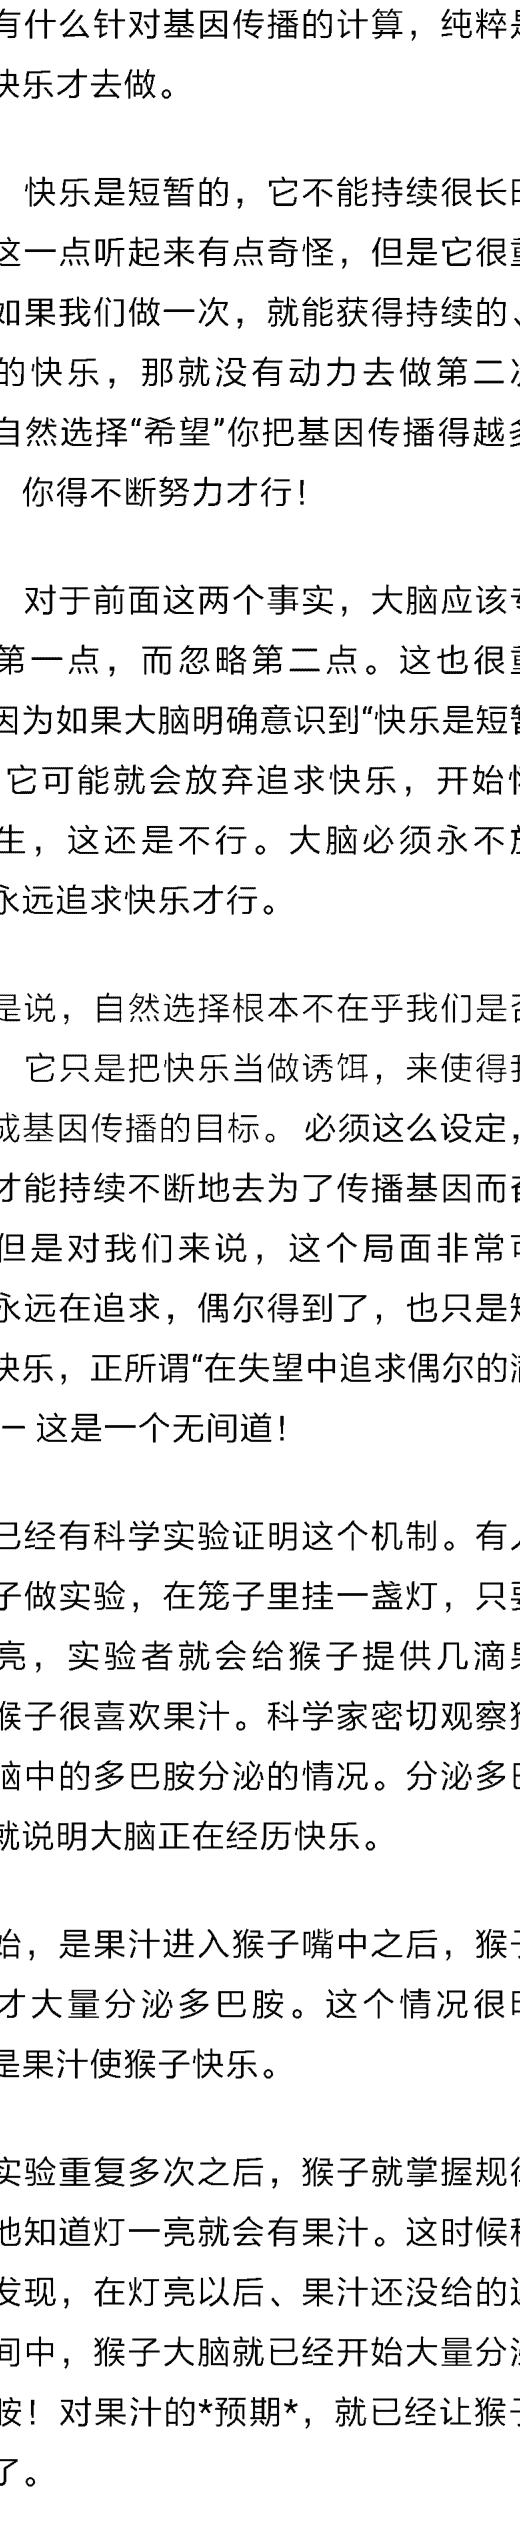 有什么针对基因传播的计算，纯粹是
快乐才去做。
快乐是短暂的，它不能持续很长时
这一点听起来有点奇怪，但是它很重
如果我们做一次，就能获得持续的、
的快乐，那就没有动力去做第二次
自然选择“希望”你把基因传播得越多
你得不断努力才行！
对于前面这两个事实，大脑应该专
第一点，而忽略第二点。这也很重
因为如果大脑明确意识到“快乐是短暂
它可能就会放弃追求快乐，开始怀
生，这还是不行。大脑必须永不放
永远追求快乐才行。
是说，自然选择根本不在乎我们是否
它只是把快乐当做诱饵，来使得我
成基因传播的目标。 必须这么设定，
才能持续不断地去为了传播基因而奋
但是对我们来说，这个局面非常可
永远在追求，偶尔得到了，也只是短
快乐，正所谓“在失望中追求偶尔的满
— 这是一个无间道！
已经有科学实验证明这个机制。有人
子做实验，在笼子里挂一盏灯，只要
亮，实验者就会给猴子提供几滴果
猴子很喜欢果汁。科学家密切观察猴
脑中的多巴胺分泌的情况。分泌多巴
就说明大脑正在经历快乐。
始，是果汁进入猴子嘴中之后，猴子
才大量分泌多巴胺。这个情况很明
是果汁使猴子快乐。
实验重复多次之后，猴子就掌握规律
他知道灯一亮就会有果汁。这时候科
发现，在灯亮以后、果汁还没给的这
间中，猴子大脑就已经开始大量分泌
胺！对果汁的*预期*，就已经让猴子
了。